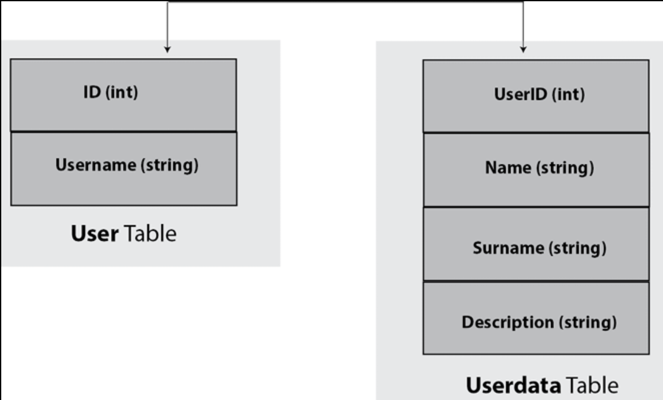 ID (int)
Username (string)
User Table
UserID (int)
Name (string)
Surname (string)
Description (string)
Userdata Table